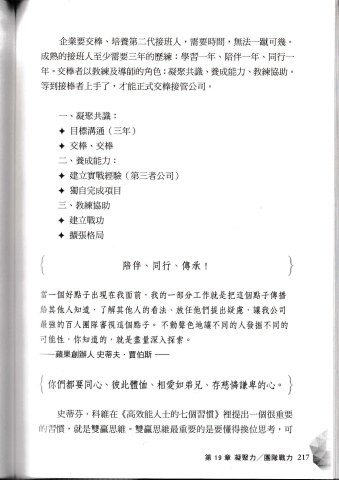 企業要交棒、培養第二代接班人，需要時間，無法一蹴可幾。
成熟的接班人至少需要三年的歷練：學習一年、陪伴一年、同行一
年。交棒者以教練及導師的角色：凝聚共識、養成能力、教練協助。
等到接棒者上手了，才能正式交棒接管公司。
一、凝聚共識：
✦ 目標溝通（三年）
✦ 交棒、交棒
二、養成能力：
✦ 建立實戰經驗（第三者公司）
✦ 獨自完成項目
三、教練協助
✦ 建立戰功
✦ 擴張格局
陪伴、同行、傳承！
當一個好點子出現在我面前，我的一部分工作就是把這個點子傳播
給其他人知道，了解其他人的看法、放任他們提出疑慮，讓我公司
最強的百人團隊審視這個點子。不動聲色地讓不同的人發掘不同的
可能性，你知道的，就是盡量深入探索。
——蘋果創辦人 史蒂夫．賈伯斯——
你們都要同心、彼此體恤、相愛如弟兄、存慈憐謙卑的心。
史蒂芬．科維在《高效能人士的七個習慣》裡提出一個很重要
的習慣，就是雙贏思維。雙贏思維最重要的是要懂得換位思考，可
第 19 章 凝聚力／團隊戰力 217